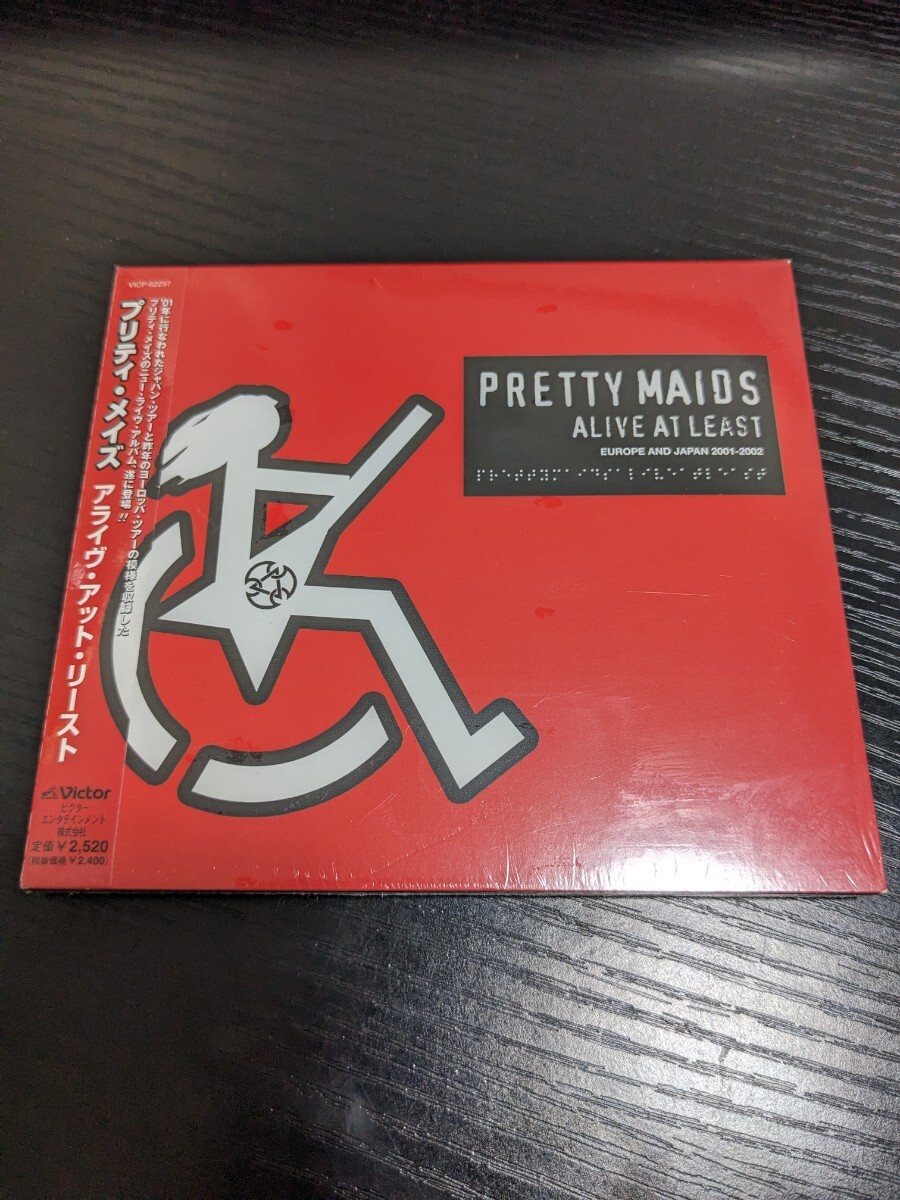 VICP-62297
'01年に行なわれたジャパン・ツアーと昨年のヨーロッパ・ツアーの模様を収録した
プリティ・メイズのニュー・ライヴ・アルバム、遂に登場!!
プリティ・メイズ アライヴ・アット・リースト
Victor
ビクター
エンタテインメント
株式会社
定価¥2,520
(税抜価格¥2,400)
PRETTY MAIDS
ALIVE AT LEAST
EUROPE AND JAPAN 2001-2002